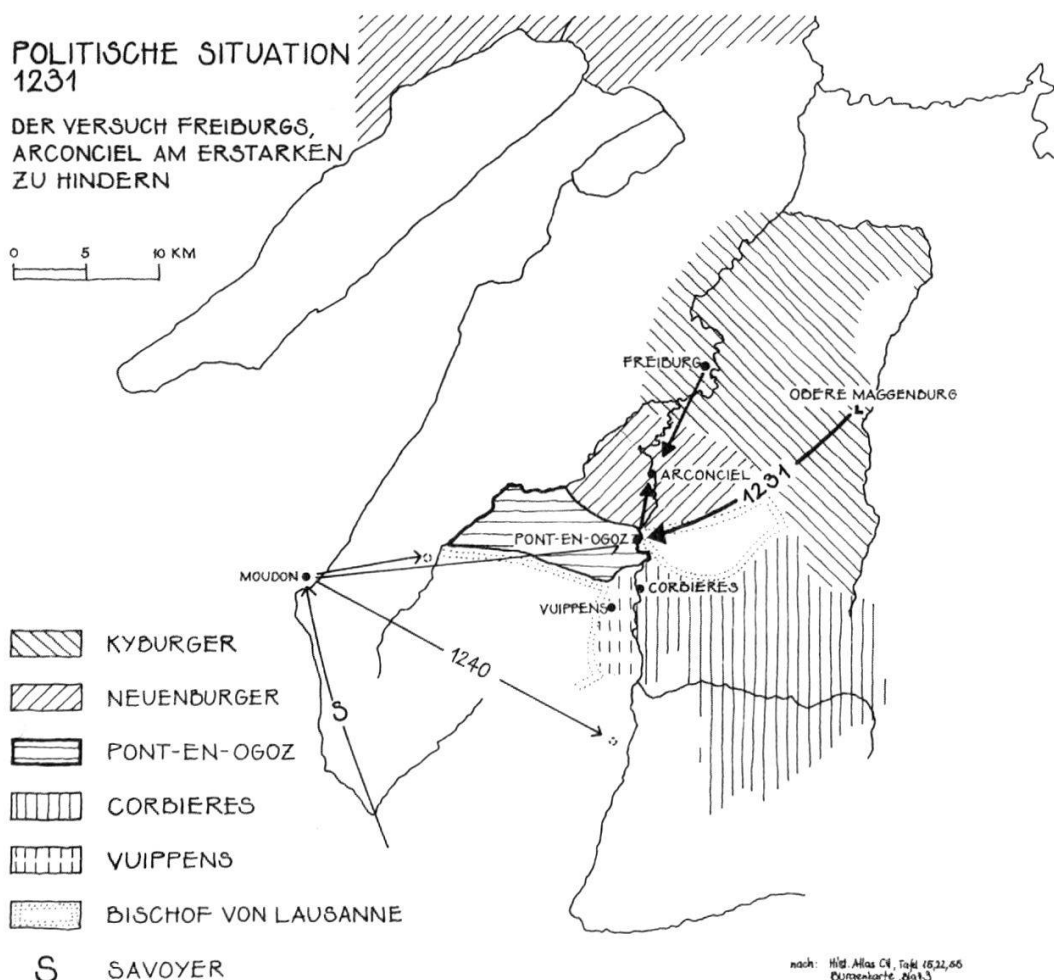 POLITISCHE SITUATION
1231
DER VERSUCH FREIBURGS,
ARCONCIEL AM ERSTARKEN
ZU HINDERN
0 5 10 KM
FREIBURG
OBERE MAGGENBURG
ARCONCIEL
1231
PONT-EN-OGOZ
MOUDON
CORBIERES
VUIPPENS
1240
S
KYBURGER
NEUENBURGER
PONT-EN-OGOZ
CORBIERES
VUIPPENS
BISCHOF VON LAUSANNE
S SAVOYER
nach: Hist. Atlas CH, Tafel
Burgenkarte